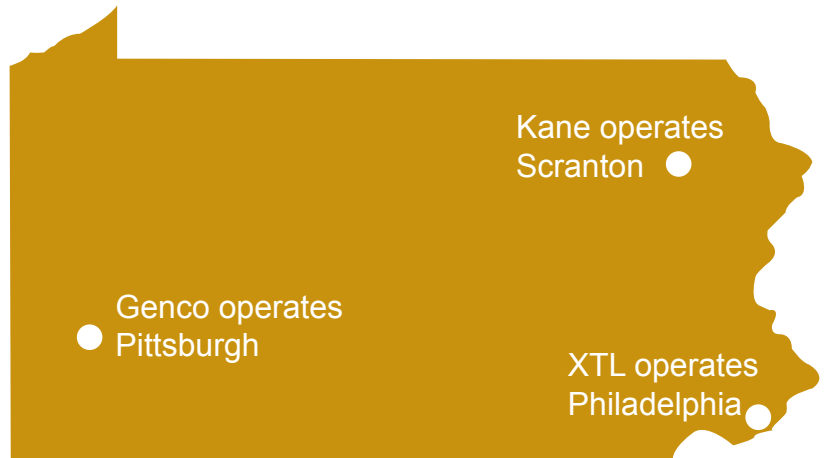 Kane operates
Scranton
Genco operates
Pittsburgh
XTL operates
Philadelphia